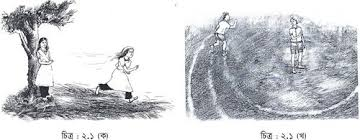 চিত্র : ২.১ (ক)
চিত্র : ২.১ (খ)